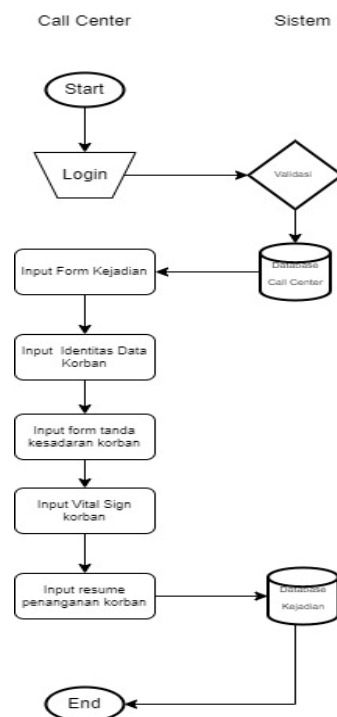 Call Center
Sistem
Start
Login
Validasi
Database
Call Center
Input Form Kejadian
Input Identitas Data
Korban
Input form tanda
kesadaran korban
Input Vital Sign
korban
Input resume
penanganan korban
Database
Kejadian
End